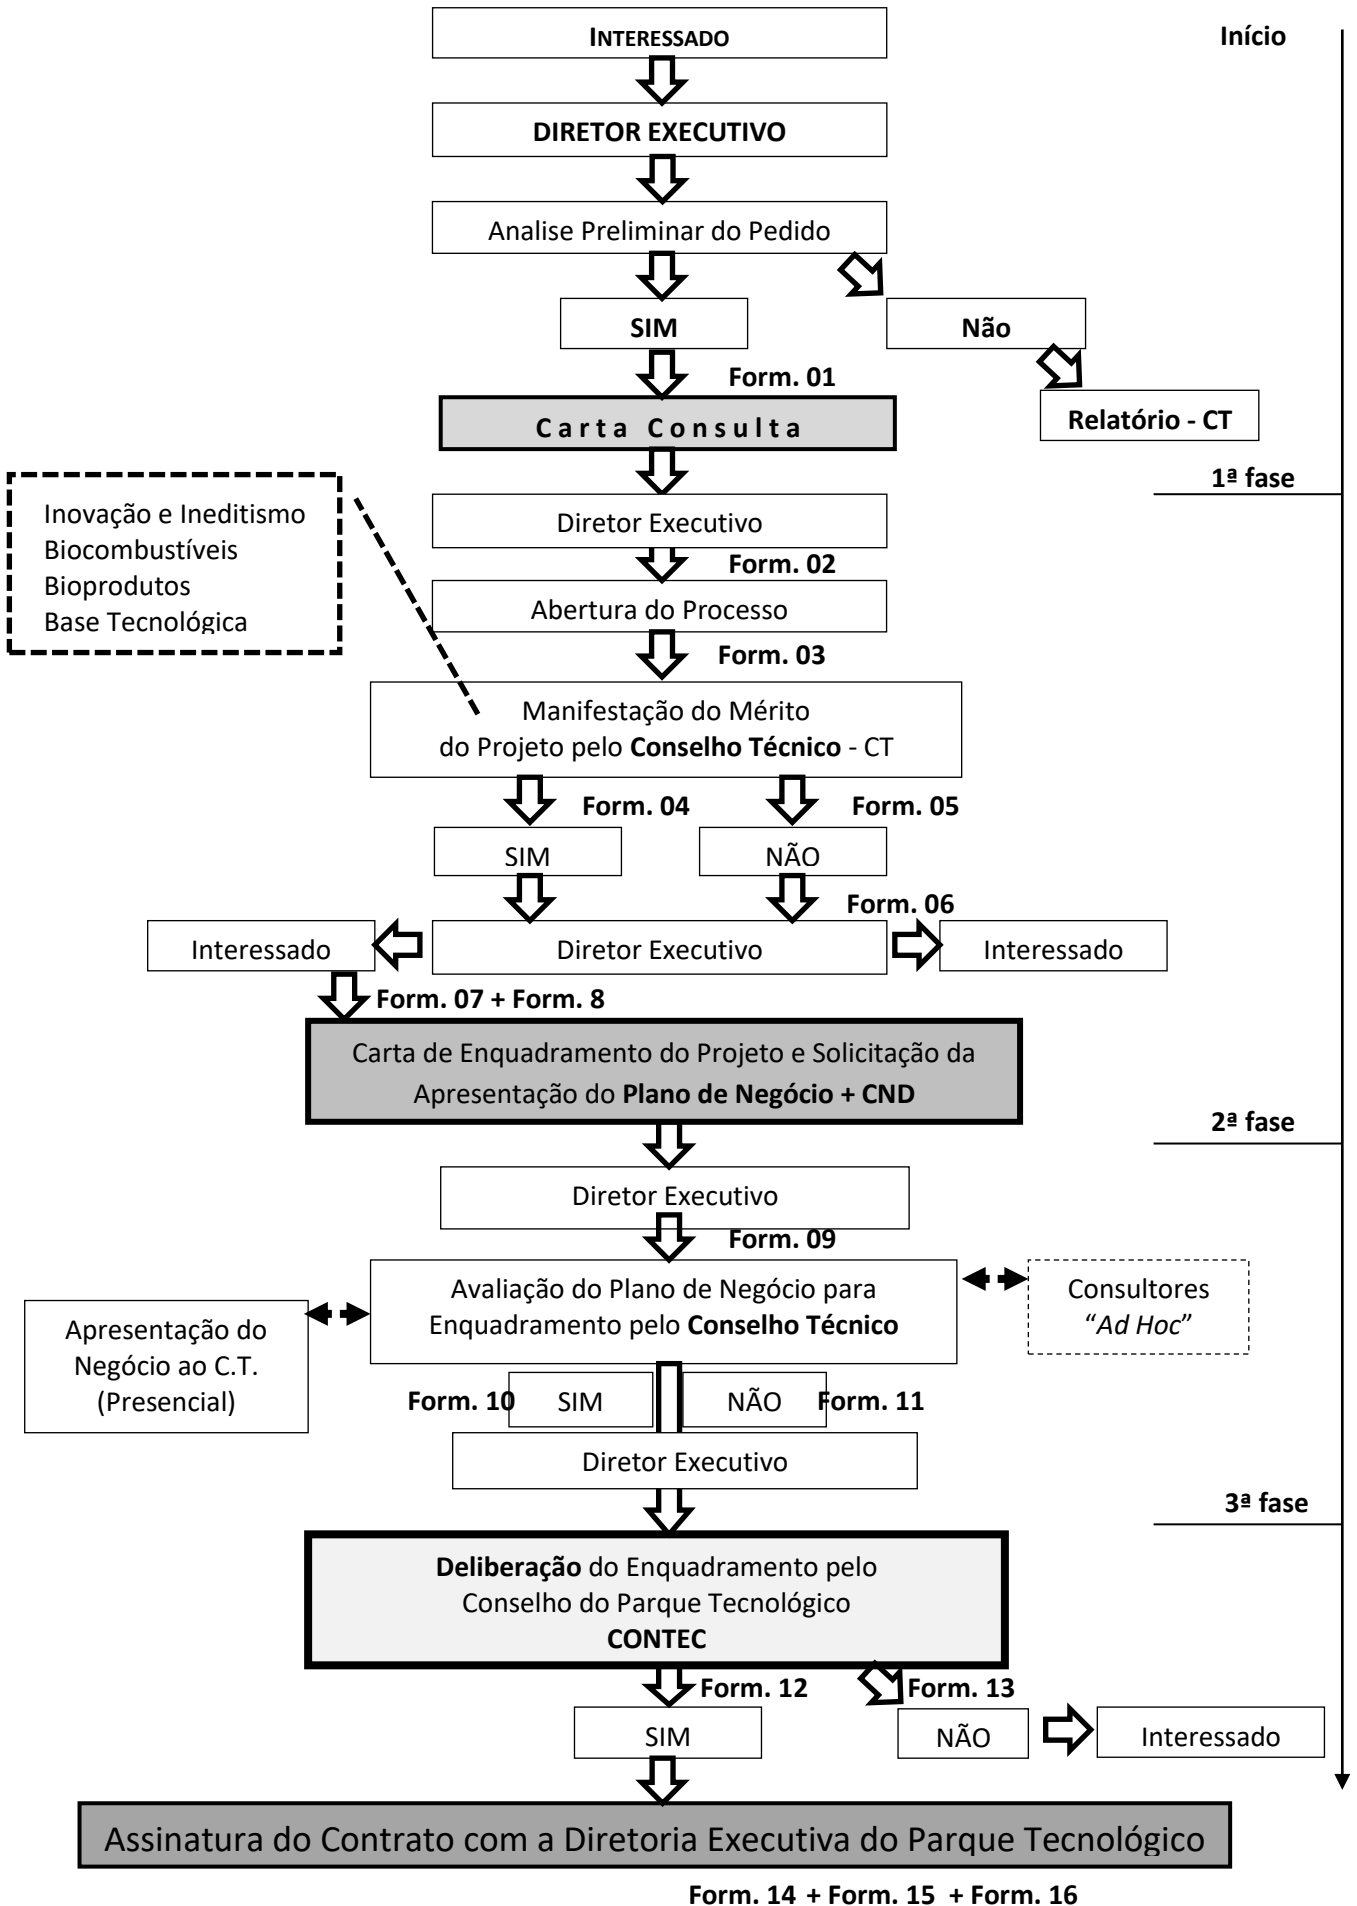 INTERESSADO
Início
DIRETOR EXECUTIVO
Analise Preliminar do Pedido
SIM
Não
Form. 01
Carta Consulta
Relatório - CT
1ª fase
Inovação e Ineditismo
Biocombustíveis
Bioprodutos
Base Tecnológica
Diretor Executivo
Form. 02
Abertura do Processo
Form. 03
Manifestação do Mérito
do Projeto pelo Conselho Técnico - CT
Form. 04
Form. 05
SIM
NÃO
Form. 06
Interessado
Diretor Executivo
Interessado
Form. 07 + Form. 8
Carta de Enquadramento do Projeto e Solicitação da
Apresentação do Plano de Negócio + CND
2ª fase
Diretor Executivo
Form. 09
Avaliação do Plano de Negócio para
Enquadramento pelo Conselho Técnico
Consultores
“Ad Hoc”
Apresentação do
Negócio ao C.T.
(Presencial)
Form. 10
SIM
NÃO
Form. 11
Diretor Executivo
3ª fase
Deliberação do Enquadramento pelo
Conselho do Parque Tecnológico
CONTEC
Form. 12
Form. 13
SIM
NÃO
Interessado
Assinatura do Contrato com a Diretoria Executiva do Parque Tecnológico
Form. 14 + Form. 15 + Form. 16